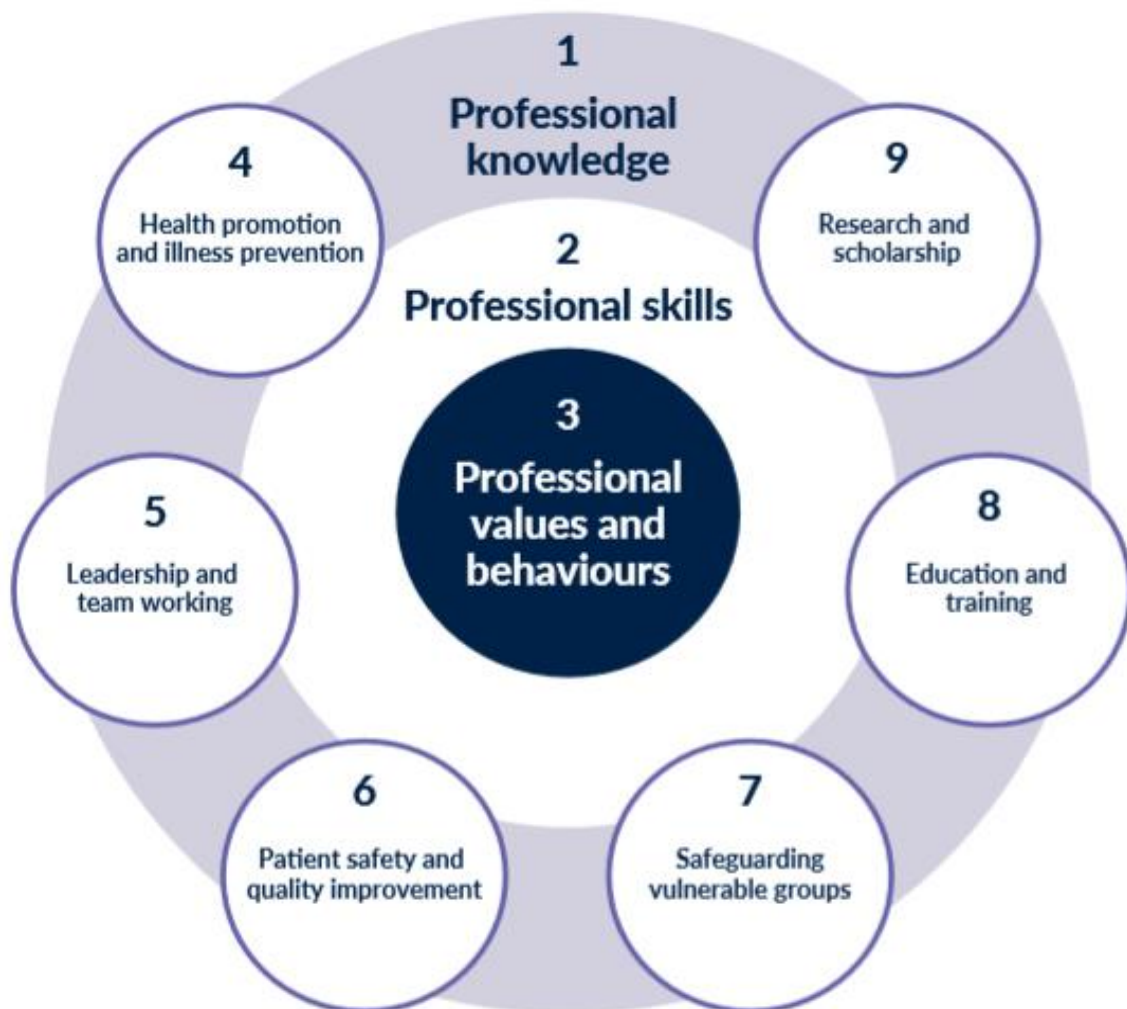 1
Professional
knowledge
2
Professional skills
3
Professional
values and
behaviours
4
Health promotion
and illness prevention
5
Leadership and
team working
6
Patient safety and
quality improvement
7
Safeguarding
vulnerable groups
8
Education and
training
9
Research and
scholarship